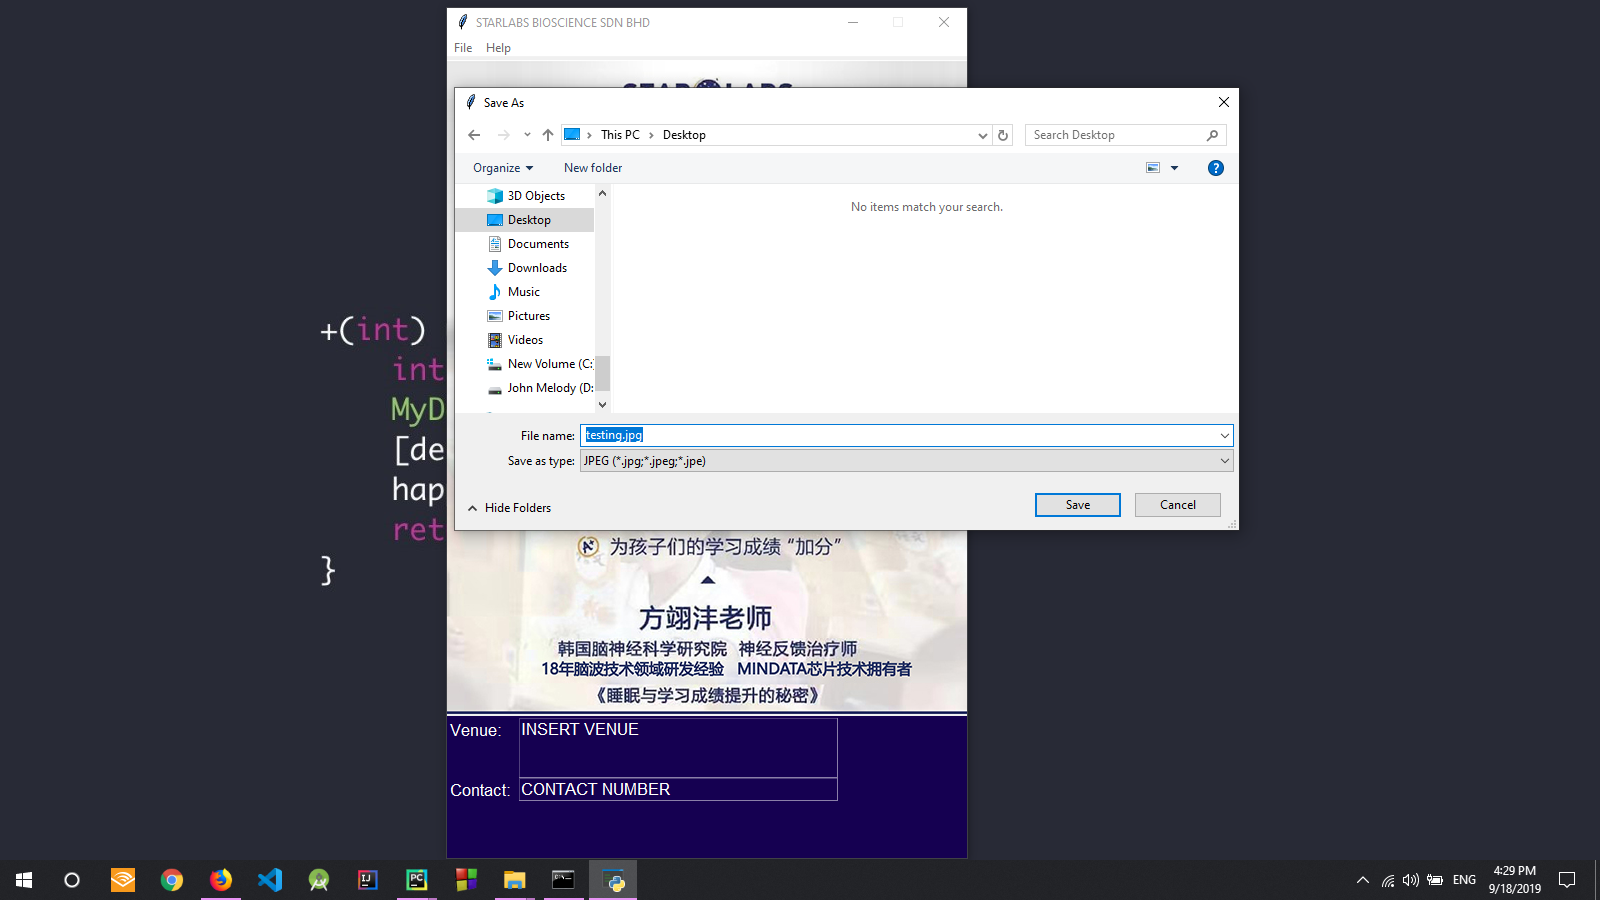 STARLABS BIOSCIENCE SDN BHD
File Help
STAR LABS
Save As
This PC > Desktop
Search Desktop
Organize New folder
3D Objects
Desktop
Documents
Downloads
Music
Pictures
Videos
New Volume (C:)
John Melody (D:
No items match your search.
File name: testing.jpg
Save as type: JPEG (*.jpg;*.jpeg;*.jpe)
Hide Folders
Save Cancel
+(int)
int
MyD
[de
hap
ret
}
A+ 为孩子们的学习成绩 “加分”
方翊沣老师
韩国脑神经科学研究院 神经反馈治疗师
18年脑波技术领域研发经验 MINDATA芯片技术拥有者
《睡眠与学习成绩提升的秘密》
Venue: INSERT VENUE
Contact: CONTACT NUMBER
ENG
4:29 PM
9/18/2019